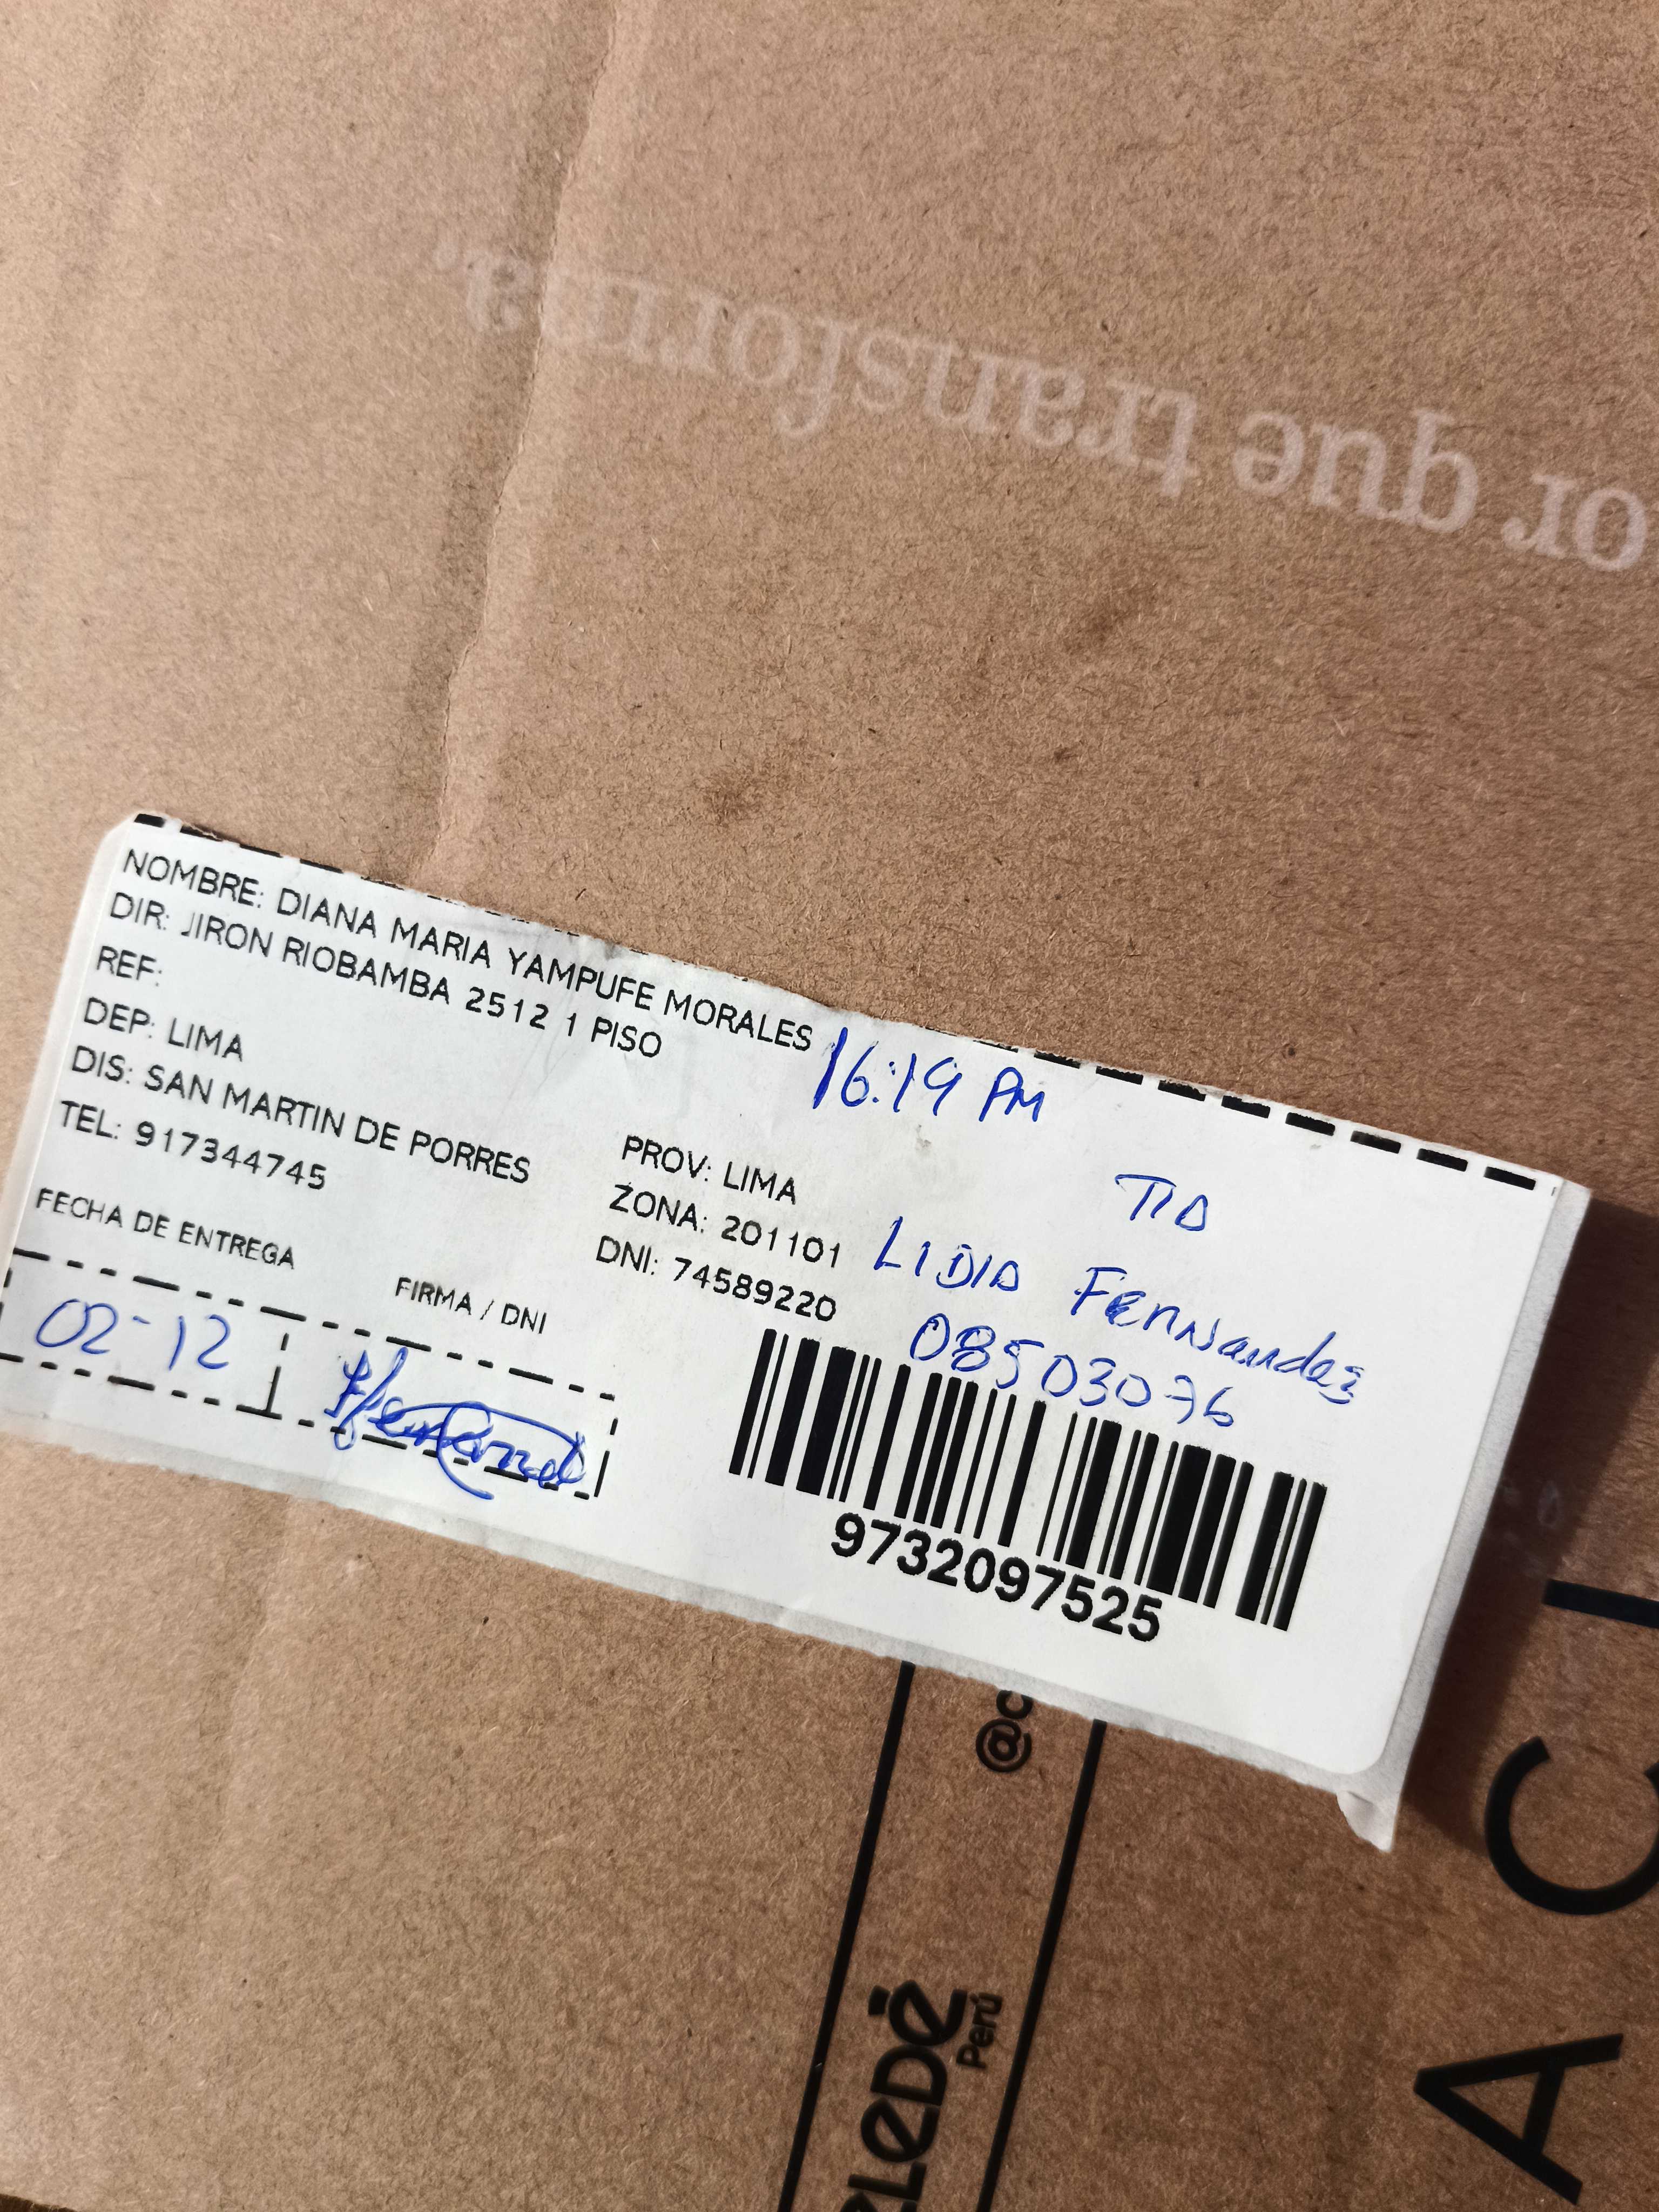 or que transforma.
NOMBRE: DIANA MARIA YAMPUFE MORALES
DIR: JIRON RIOBAMBA 2512 1 PISO
REF:
16:19 PM
DEP: LIMA
PROV: LIMA
TIA
DIS: SAN MARTIN DE PORRES
ZONA: 201101
LIDIA Fernandez
TEL: 917344745
DNI: 74589220
08503076
FECHA DE ENTREGA
FIRMA / DNI
02-12
9732097525
@c
LEDÉ
Perú
ACI